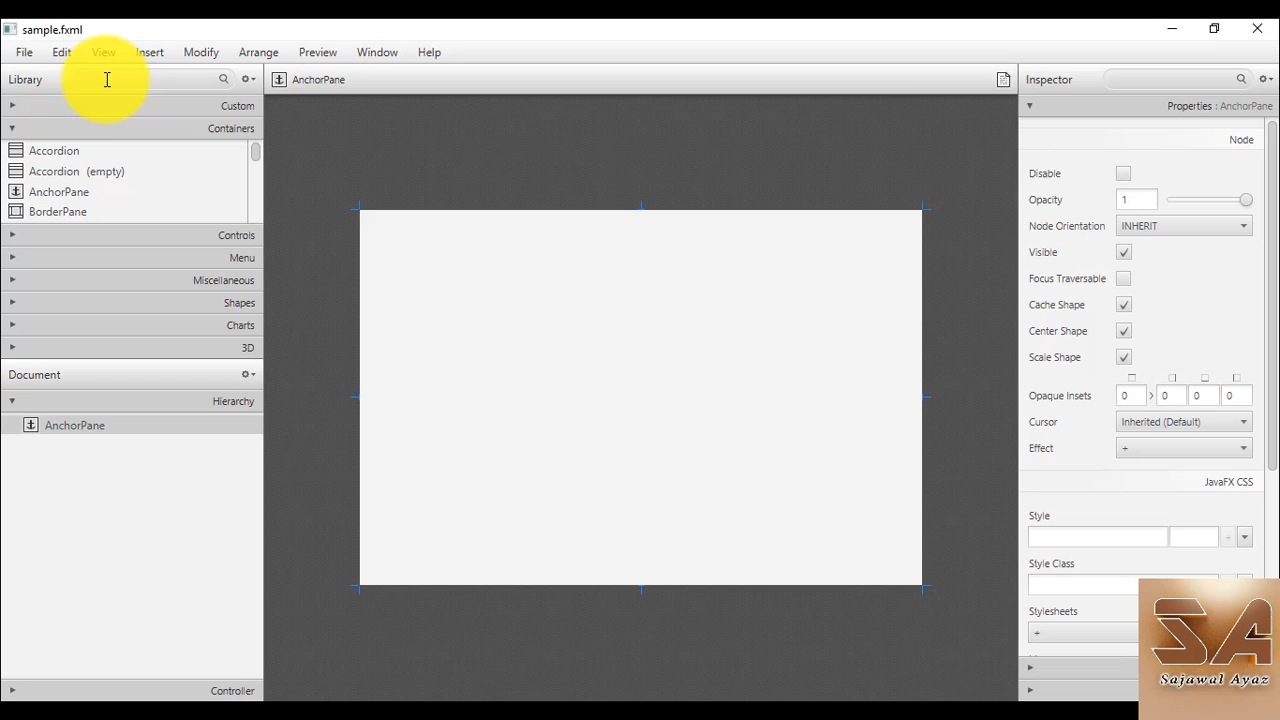 sample.fxml
File Edit View Insert Modify Arrange Preview Window Help
Library
AnchorPane
Inspector
Custom
Containers
Accordion
Accordion (empty)
AnchorPane
BorderPane
Controls
Menu
Miscellaneous
Shapes
Charts
3D
Document
Hierarchy
AnchorPane
Controller
Properties : AnchorPane
Node
Disable
Opacity 1
Node Orientation INHERIT
Visible
Focus Traversable
Cache Shape
Center Shape
Scale Shape
Opaque Insets 0 0 0 0
Cursor Inherited (Default)
Effect +
JavaFX CSS
Style
+
Style Class
Stylesheets
+
SA
Sajawal Ayaz